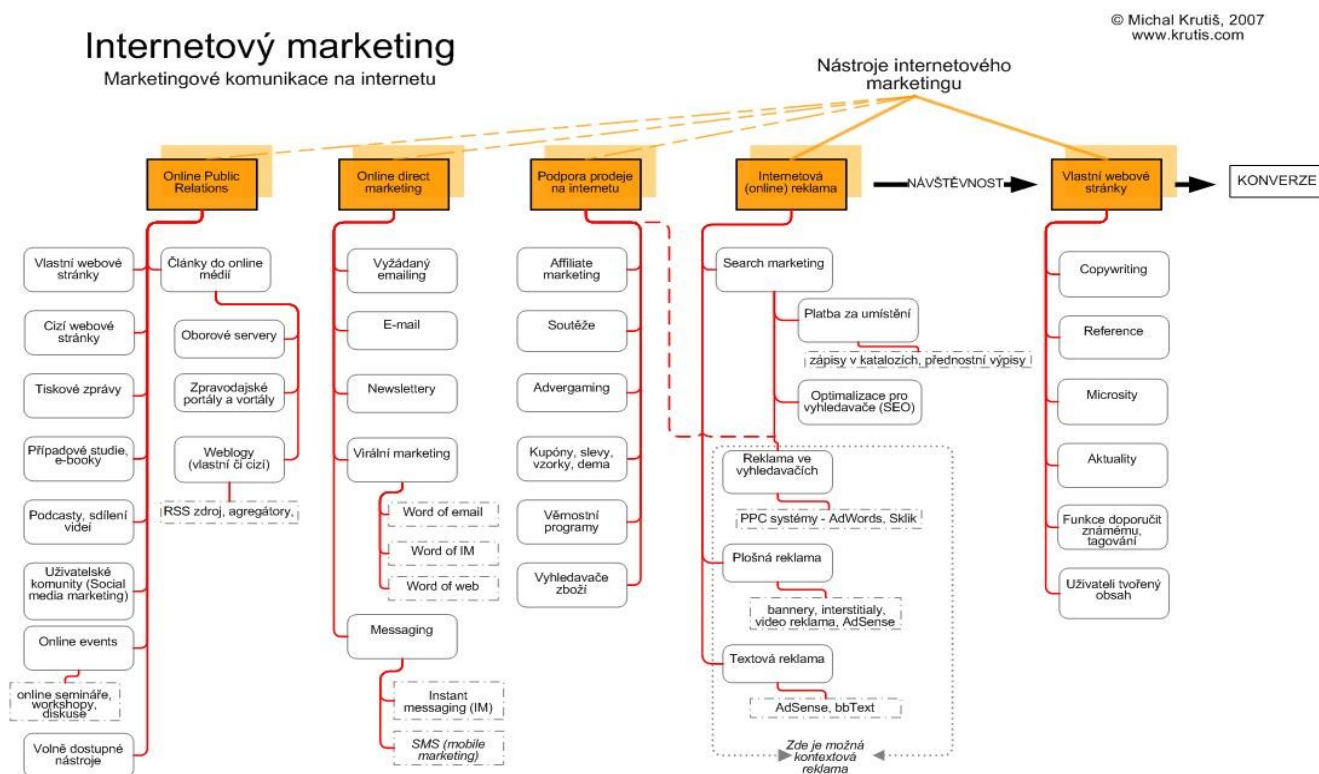 © Michal Krutiš, 2007
www.krutis.com
Internetový marketing
Marketingové komunikace na internetu
Nástroje internetového
marketingu
Online Public
Relations
Online direct
marketing
Podpora prodeje
na internetu
Internetová
(online) reklama
NÁVŠTĚVNOST
Vlastní webové
stránky
KONVERZE
Vlastní webové
stránky
Cizí webové
stránky
Tiskové zprávy
Případové studie,
e-booky
Podcasty, sdílení
videí
Uživatelské
komunity (Social
media marketing)
Online events
online semináře,
workshopy,
diskuse
Volně dostupné
nástroje
Články do online
médií
Oborové servery
Zpravodajské
portály a vortály
Weblogy
(vlastní či cizí)
RSS zdroj, agregátory,
Vyžádaný
emailing
E-mail
Newslettery
Virální marketing
Word of email
Word of IM
Word of web
Messaging
Instant
messaging (IM)
SMS (mobile
marketing)
Affiliate
marketing
Soutěže
Advergaming
Kupóny, slevy,
vzorky, dema
Věrnostní
programy
Vyhledavače
zboží
Search marketing
Platba za umístění
zápisy v katalozích, přednostní výpisy
Optimalizace pro
vyhledavače (SEO)
Reklama ve
vyhledavačích
PPC systémy - AdWords, Sklik
Plošná reklama
bannery, interstitialy,
video reklama, AdSense
Textová reklama
AdSense, bbText
Zde je možná
kontextová
reklama
Copywriting
Reference
Microsity
Aktuality
Funkce doporučit
známému,
tagování
Uživateli tvořený
obsah